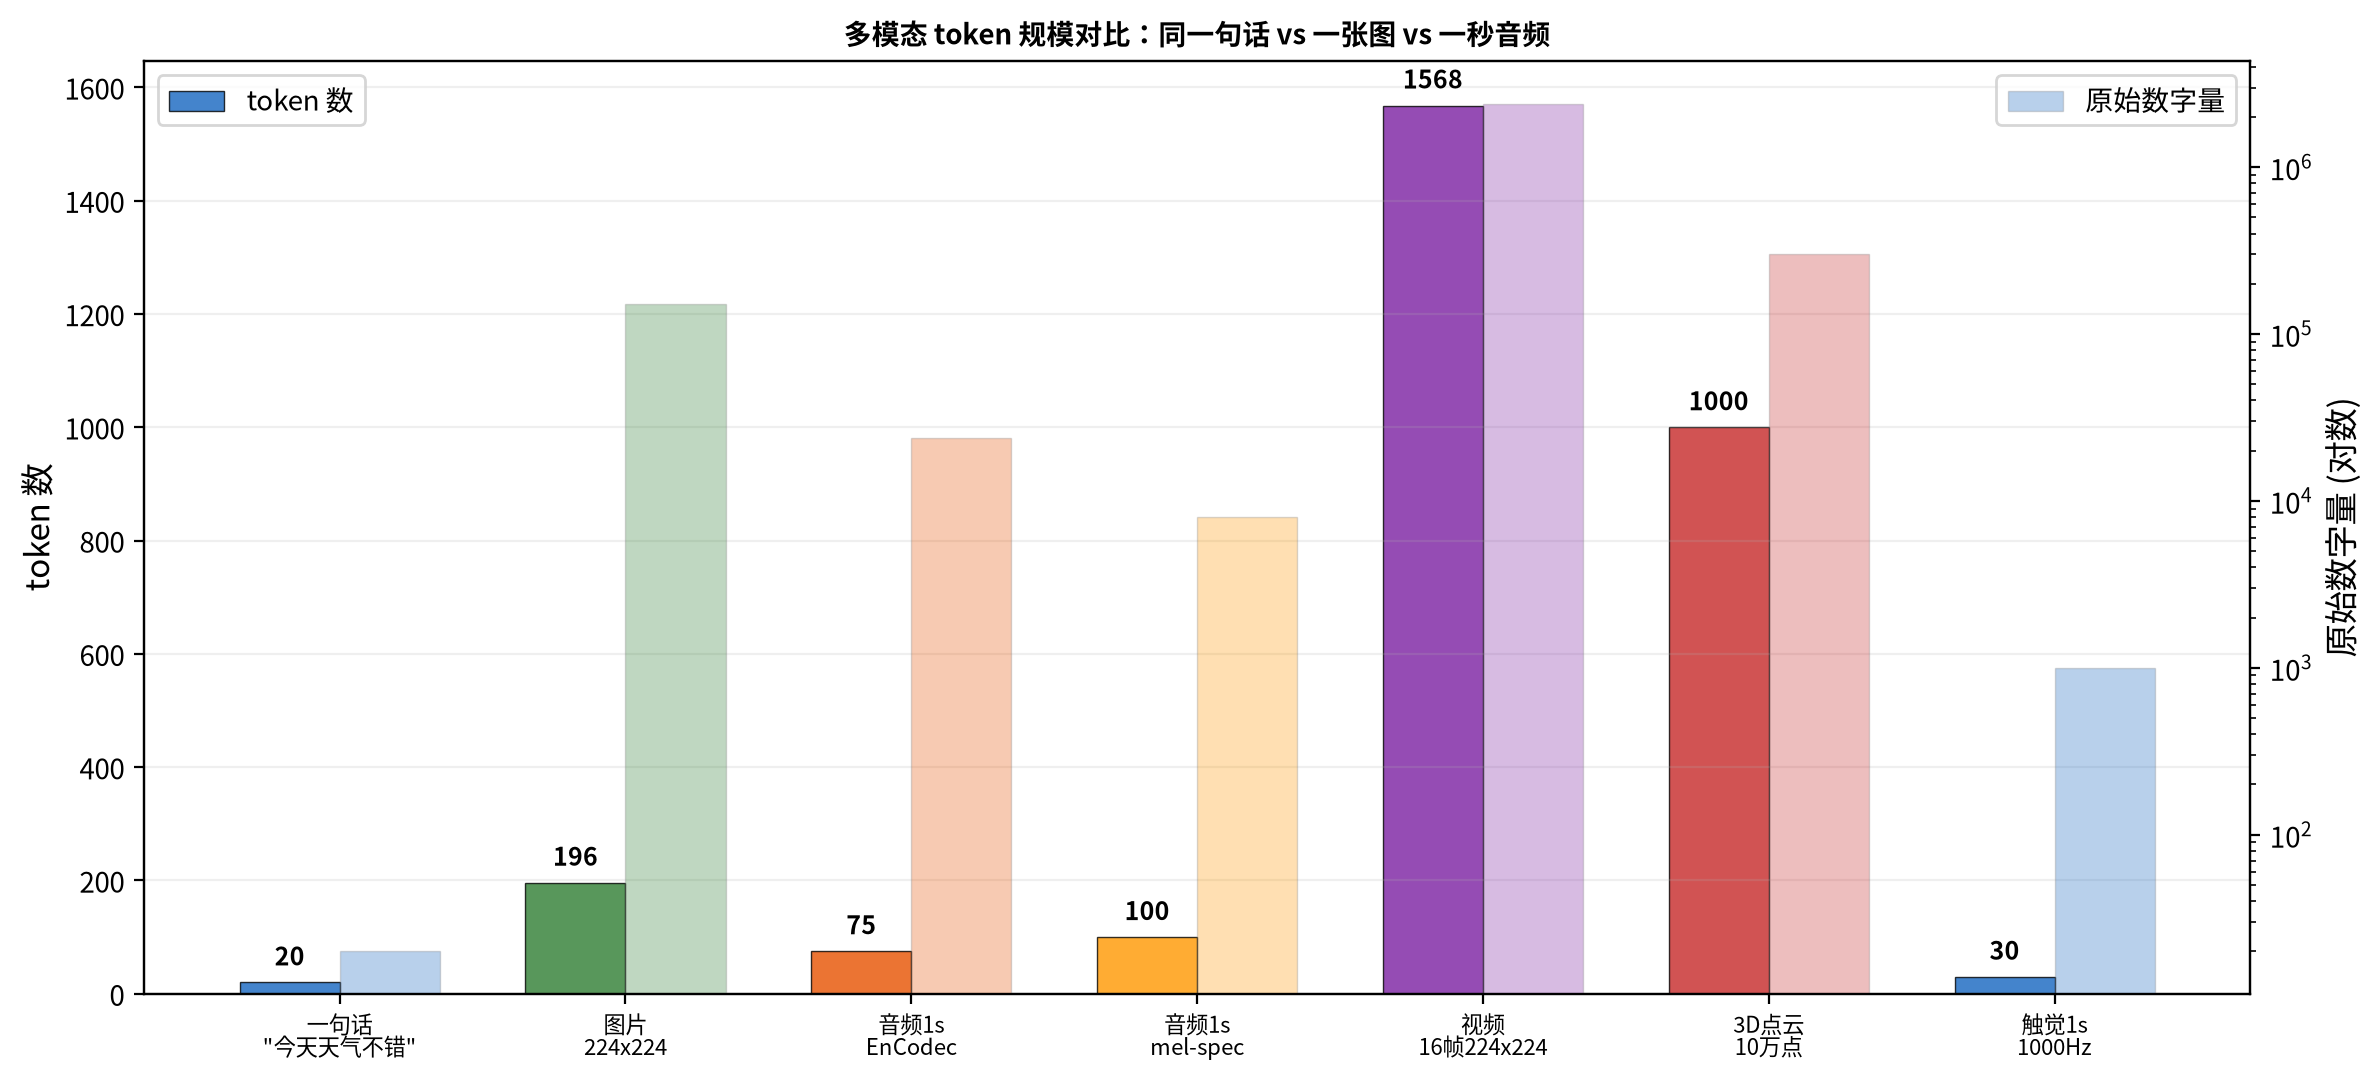 多模态 token 规模对比：同一句话 vs 一张图 vs 一秒音频
token 数
原始数字量
token 数
1600
1400
1200
1000
800
600
400
200
0
20
196
75
100
1568
1000
30
10^6
10^5
10^4
10^3
10^2
原始数字量 (对数)
一句话
"今天天气不错"
图片
224x224
音频1s
EnCodec
音频1s
mel-spec
视频
16帧224x224
3D点云
10万点
触觉1s
1000Hz